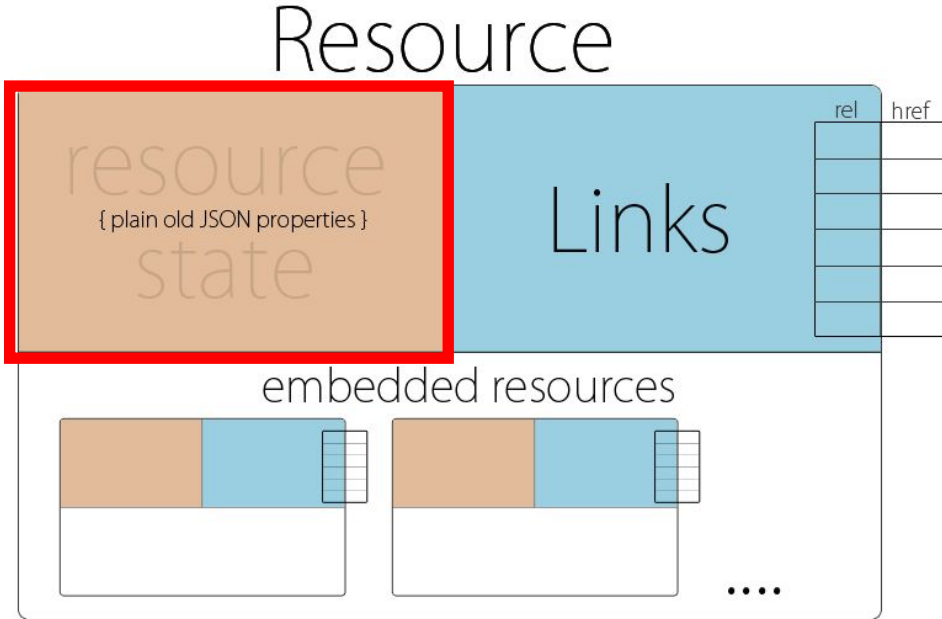 Resource
resource
{ plain old JSON properties }
state
Links
rel href
embedded resources
....